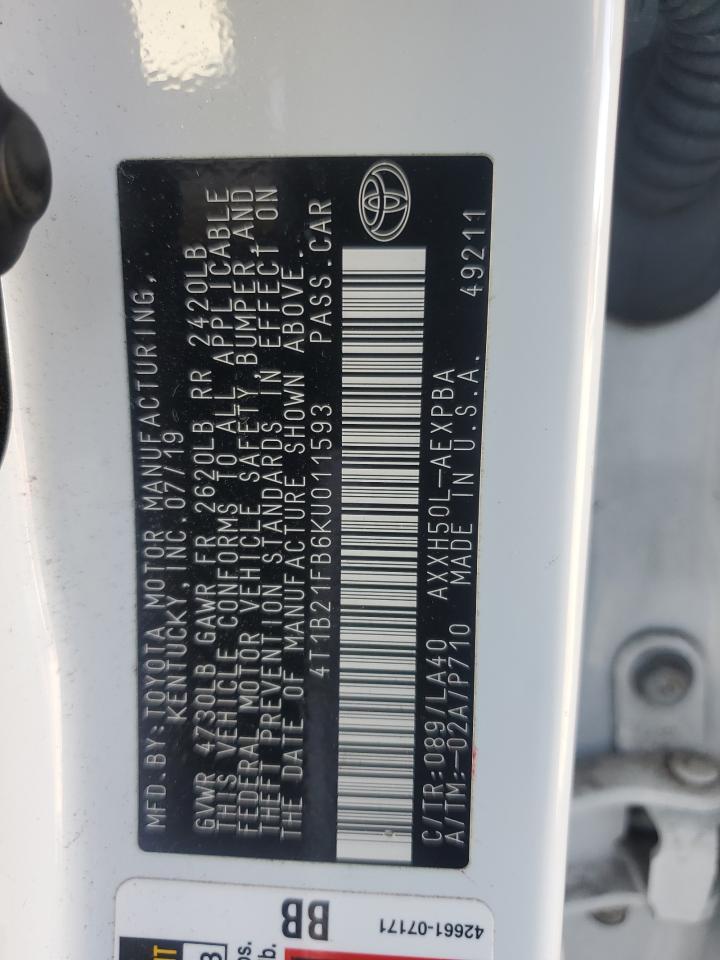 MFD.BY:TOYOTA MOTOR MANUFACTURING,
KENTUCKY, INC.07/19
GVWR 4730LB GAWR FR 2620LB RR 2420LB
THIS VEHICLE CONFORMS TO ALL APPLICABLE
FEDERAL MOTOR VEHICLE SAFETY,BUMPER,AND
THEFT PREVENTION STANDARDS IN EFFECT ON
THE DATE OF MANUFACTURE SHOWN ABOVE.
4T1B21FB6KU011593 PASS.CAR
C/TR:089/LA40 AXXH50L-AEXPBA
A/TM:-02A/P710 MADE IN U.S.A. 49211
BB
42661-07171